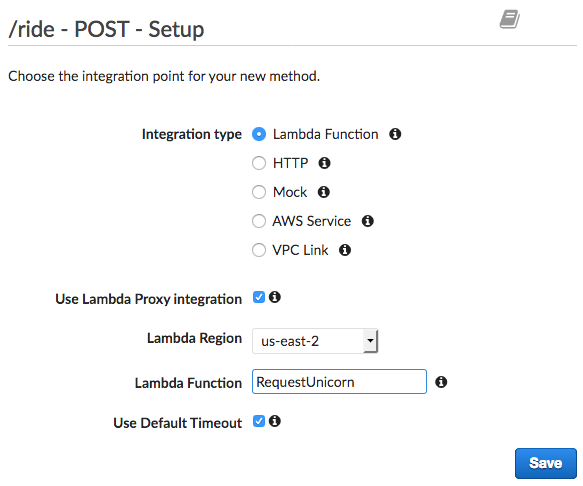 /ride - POST - Setup
Choose the integration point for your new method.
Integration type Lambda Function
HTTP
Mock
AWS Service
VPC Link
Use Lambda Proxy integration
Lambda Region us-east-2
Lambda Function RequestUnicorn
Use Default Timeout
Save